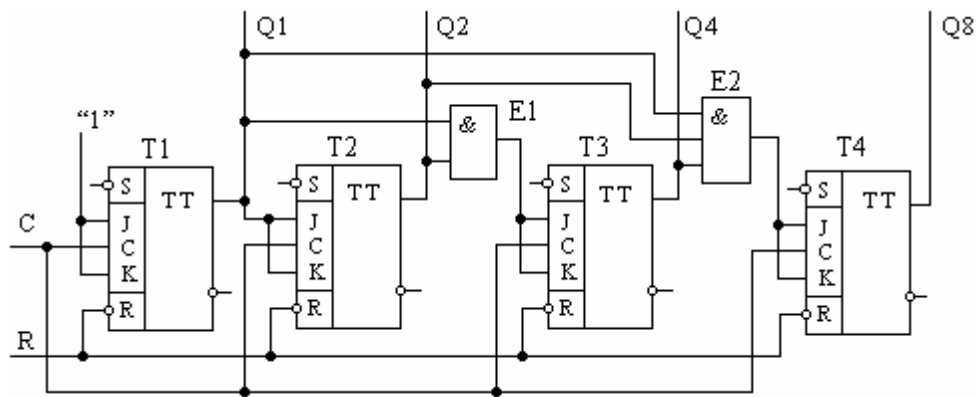 Q1 Q2 Q4 Q8
E2
E1
&
&
“1”
T1 T2 T3 T4
S TT S TT S TT S TT
J J J J
C C C C C
K K K K
R R R R
R